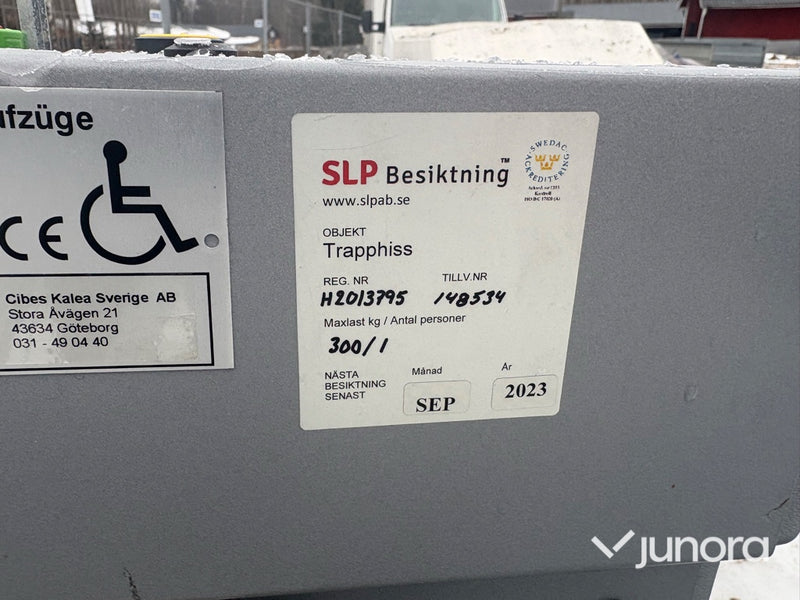 ufzüge
CE
Cibes Kalea Sverige AB
Stora Åvägen 21
43634 Göteborg
031 - 49 04 40
SLP Besiktning™
www.slpab.se
SWEDAC
ACKREDITERING
Kontroll
OBJEKT
Trapphiss
REG. NR TILLV.NR
H2013795 148534
Maxlast kg / Antal personer
300/1
NÄSTA
BESIKTNING
SENAST
Månad År
SEP 2023
junora